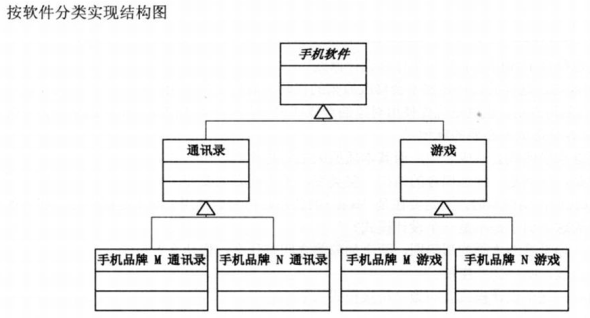 按软件分类实现结构图
手机软件
通讯录
游戏
手机品牌 M 通讯录
手机品牌 N 通讯录
手机品牌 M 游戏
手机品牌 N 游戏